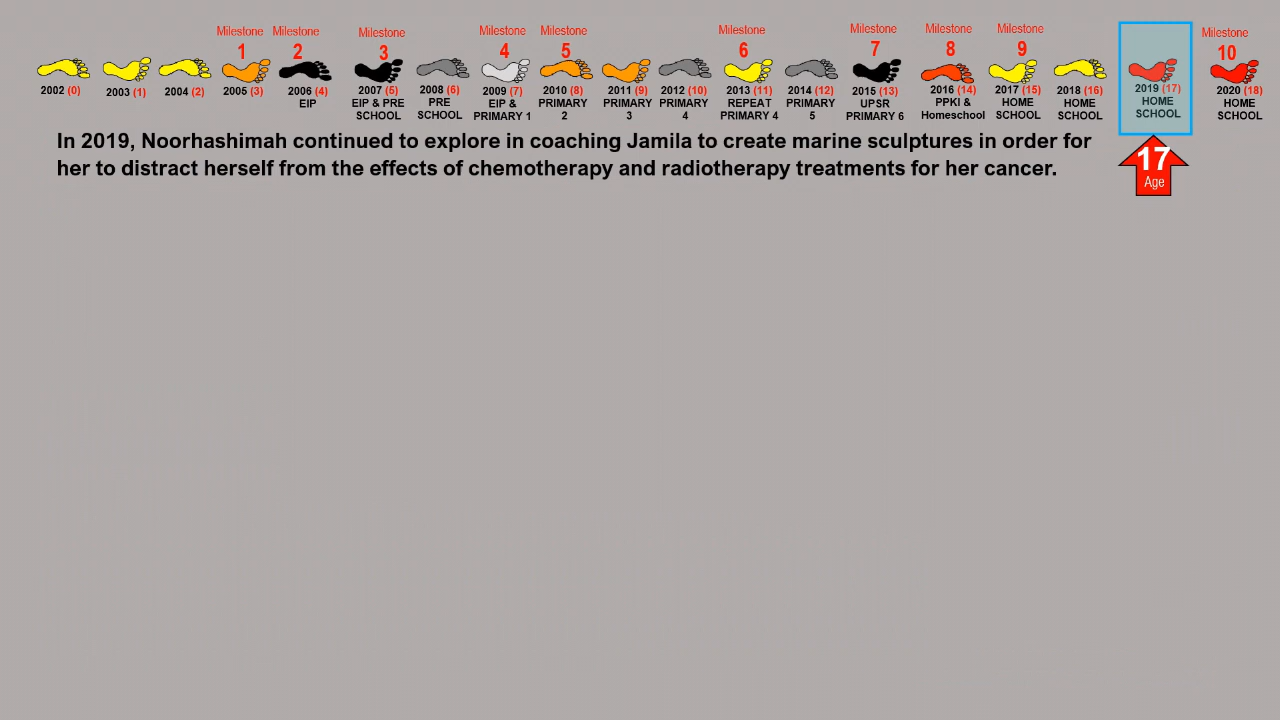 Milestone Milestone Milestone Milestone Milestone Milestone Milestone Milestone Milestone Milestone
1 2 3 4 5 6 7 8 9 10
2002 (0) 2003 (1) 2004 (2) 2005 (3) 2006 (4) 2007 (5) 2008 (6) 2009 (7) 2010 (8) 2011 (9) 2012 (10) 2013 (11) 2014 (12) 2015 (13) 2016 (14) 2017 (15) 2018 (16) 2019 (17) 2020 (18)
EIP EIP & PRE PRE EIP & PRIMARY PRIMARY PRIMARY REPEAT PRIMARY UPSR PPKI & HOME HOME HOME HOME
SCHOOL SCHOOL PRIMARY 1 2 3 4 PRIMARY 4 5 PRIMARY 6 Homeschool SCHOOL SCHOOL SCHOOL SCHOOL
In 2019, Noorhashimah continued to explore in coaching Jamila to create marine sculptures in order for
her to distract herself from the effects of chemotherapy and radiotherapy treatments for her cancer.
17
Age